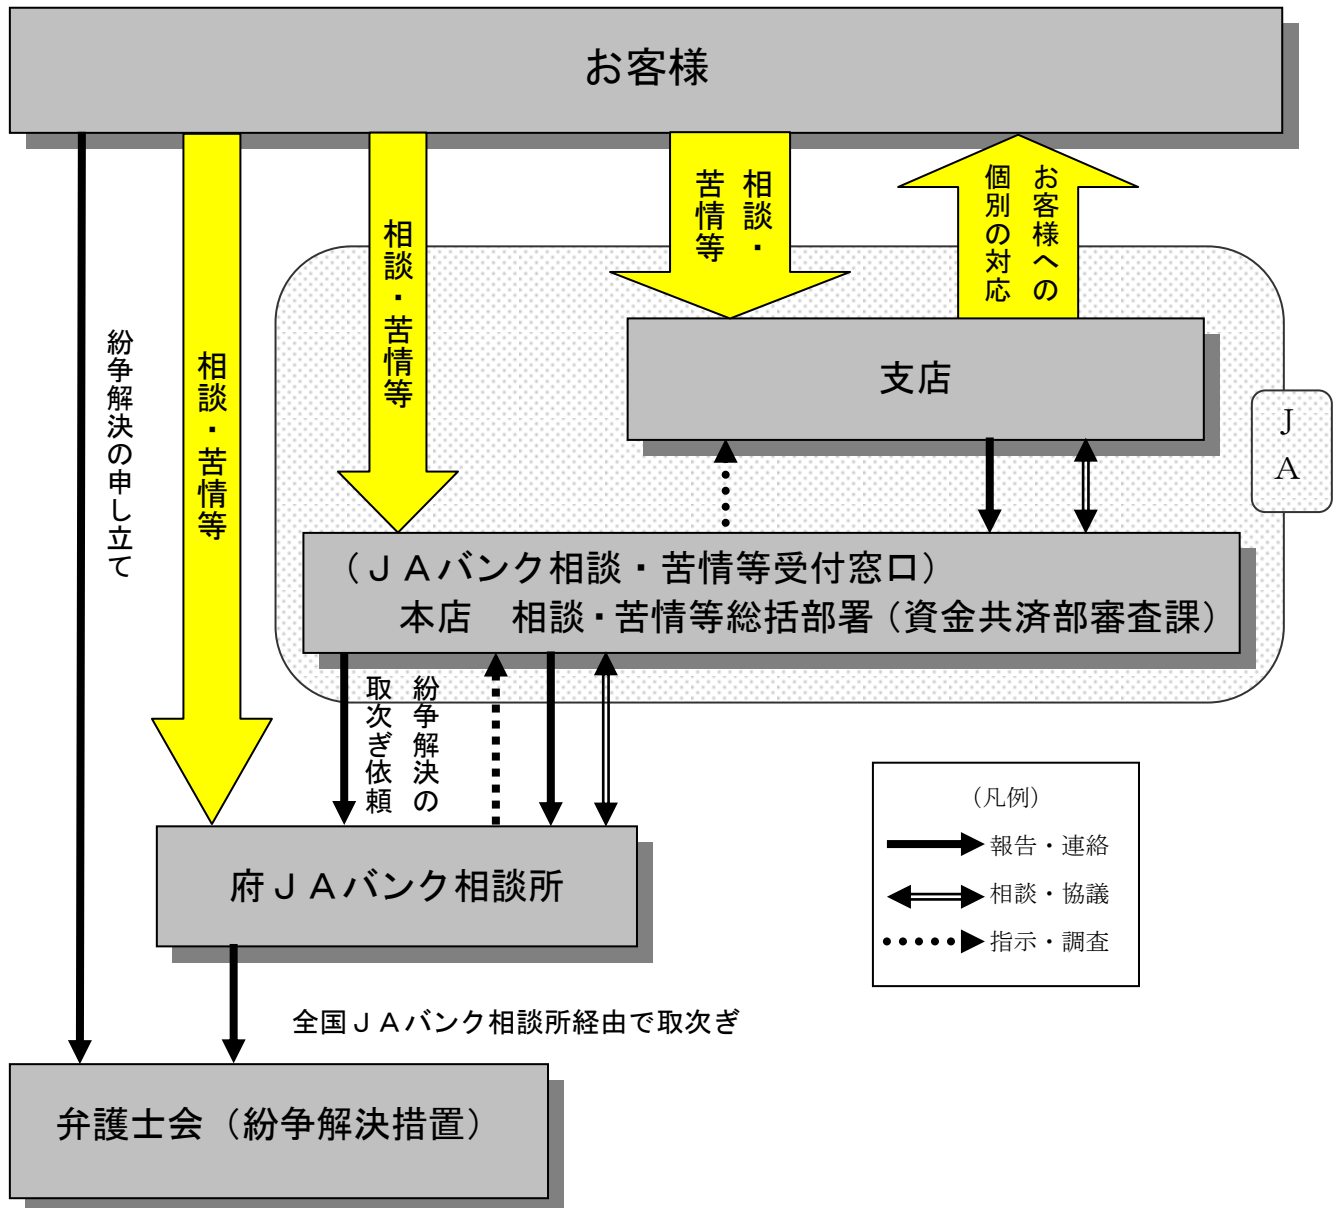 お客様
紛争解決の申し立て
相談・苦情等
相談・苦情等
相談・
苦情等
お客様への
個別の対応
支店
JA
（ＪＡバンク相談・苦情等受付窓口）
本店　相談・苦情等総括部署（資金共済部審査課）
紛争解決の
取次ぎ依頼
府ＪＡバンク相談所
全国ＪＡバンク相談所経由で取次ぎ
弁護士会（紛争解決措置）
（凡例）
報告・連絡
相談・協議
指示・調査